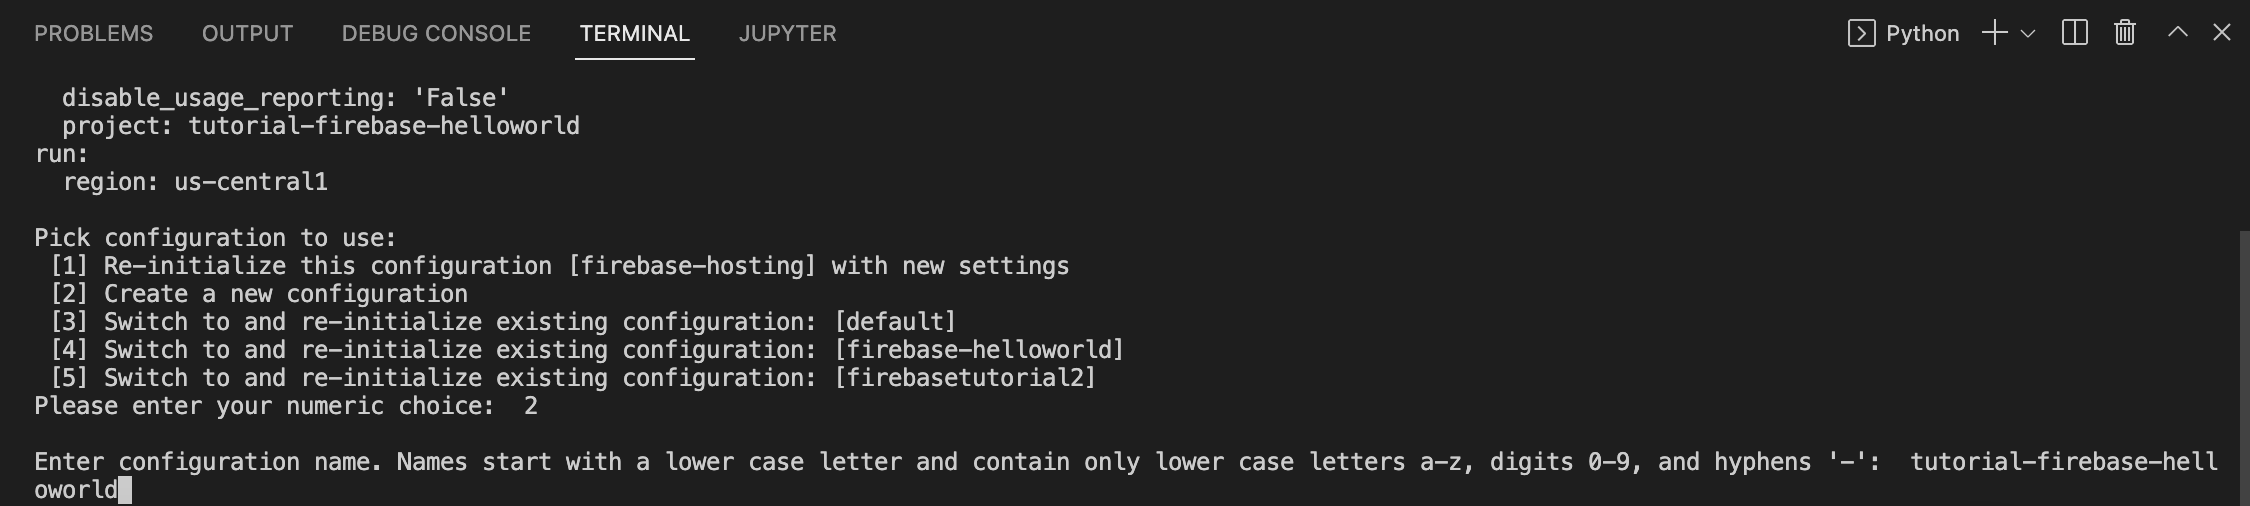 PROBLEMS OUTPUT DEBUG CONSOLE TERMINAL JUPYTER Python
disable_usage_reporting: 'False'
project: tutorial-firebase-helloworld
run:
region: us-central1
Pick configuration to use:
[1] Re-initialize this configuration [firebase-hosting] with new settings
[2] Create a new configuration
[3] Switch to and re-initialize existing configuration: [default]
[4] Switch to and re-initialize existing configuration: [firebase-helloworld]
[5] Switch to and re-initialize existing configuration: [firebasetutorial2]
Please enter your numeric choice: 2
Enter configuration name. Names start with a lower case letter and contain only lower case letters a-z, digits 0-9, and hyphens '-': tutorial-firebase-hell
oworld